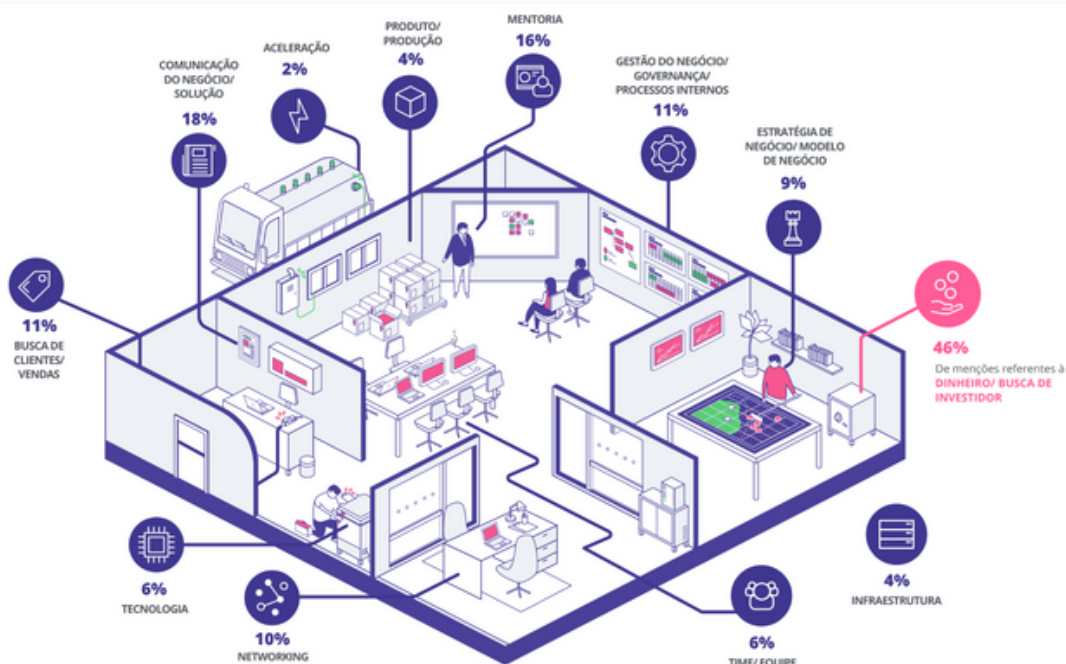 MENTORIA
16%
PRODUTO/
PRODUÇÃO
4%
ACELERAÇÃO
2%
COMUNICAÇÃO
DO NEGÓCIO/
SOLUÇÃO
18%
GESTÃO DO NEGÓCIO/
GOVERNANÇA/
PROCESSOS INTERNOS
11%
ESTRATÉGIA DE
NEGÓCIO/ MODELO
DE NEGÓCIO
9%
11%
BUSCA DE
CLIENTES/
VENDAS
46%
De menções referentes à
DINHEIRO/ BUSCA DE
INVESTIDOR
6%
TECNOLOGIA
10%
NETWORKING
6%
TIME/ EQUIPE
4%
INFRAESTRUTURA